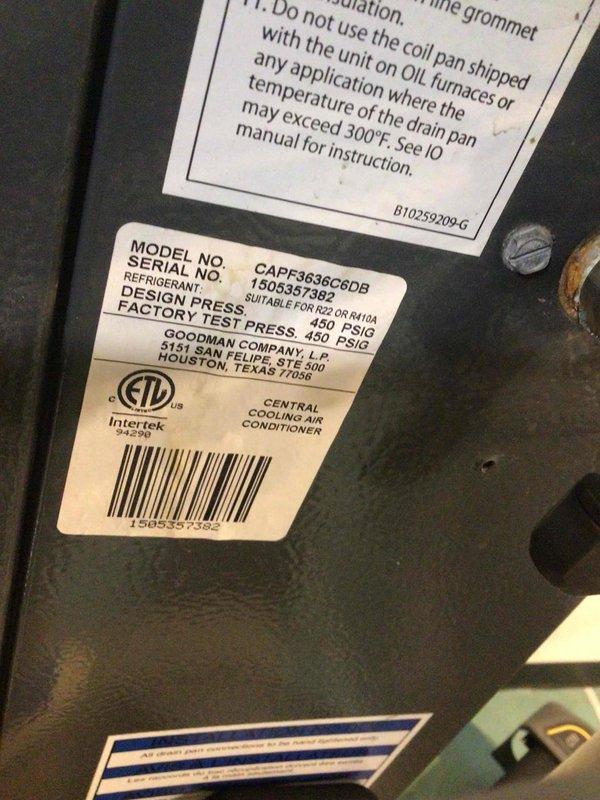 line grommet
insulation.
11. Do not use the coil pan shipped
with the unit on OIL furnaces or
any application where the
temperature of the drain pan
may exceed 300°F. See IO
manual for instruction.
B10259209-G
MODEL NO. CAPF3636C6DB
SERIAL NO. 1505357382
REFRIGERANT: SUITABLE FOR R22 OR R410A
DESIGN PRESS. 450 PSIG
FACTORY TEST PRESS. 450 PSIG
GOODMAN COMPANY, L.P.
5151 SAN FELIPE, STE 500
HOUSTON, TEXAS 77056
C ETL US
LISTED
Intertek
94290
CENTRAL
COOLING AIR
CONDITIONER
1505357382
All drain pan connections to be hand tightened only.